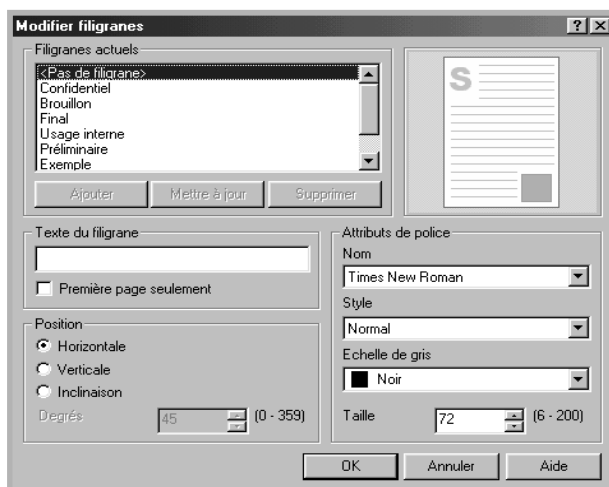 Modifier filigranes
Filigranes actuels
<Pas de filigrane>
Confidentiel
Brouillon
Final
Usage interne
Préliminaire
Exemple
Ajouter Mettre à jour Supprimer
S
Texte du filigrane
Première page seulement
Position
Horizontale
Verticale
Inclinaison
Degrés 45 (0 - 359)
Attributs de police
Nom
Times New Roman
Style
Normal
Echelle de gris
Noir
Taille 72 (6 - 200)
OK Annuler Aide